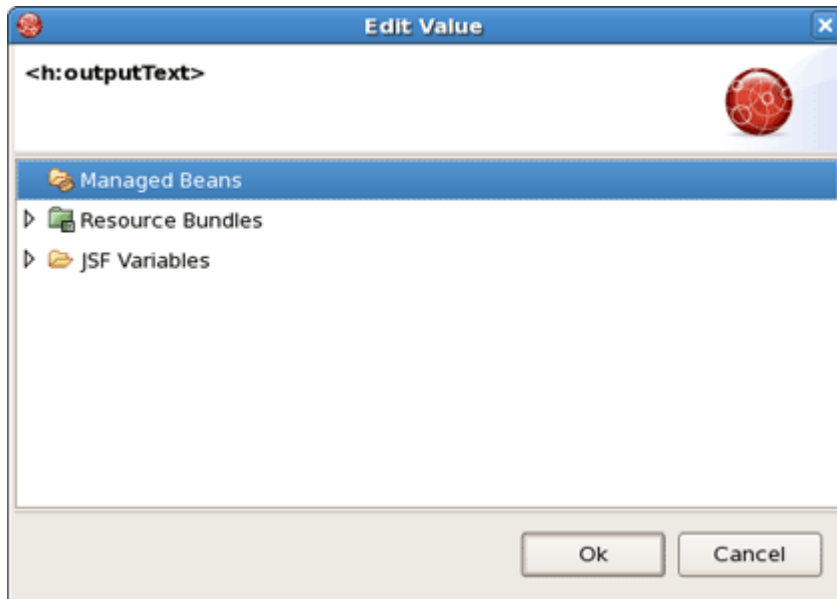 Edit Value
<h:outputText>
Managed Beans
Resource Bundles
JSF Variables
Ok
Cancel